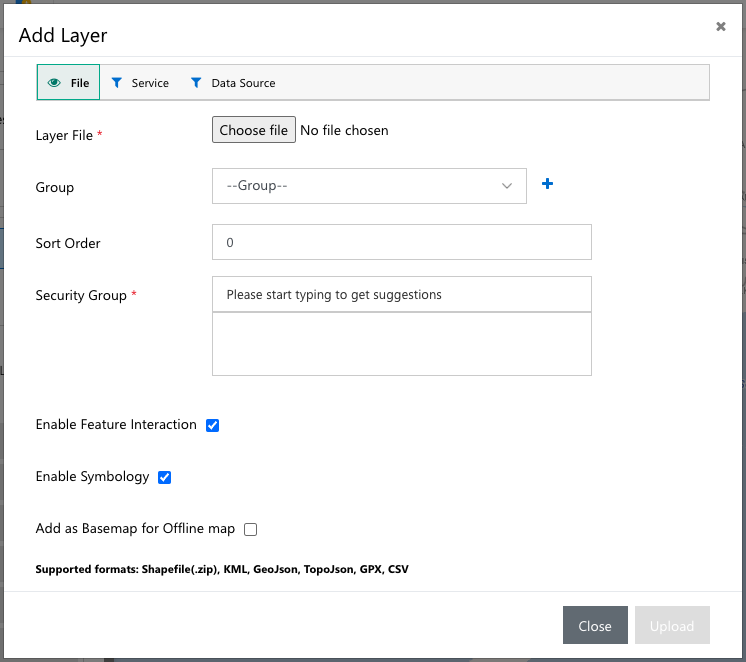 Add Layer
File
Service
Data Source
Layer File *
Choose file No file chosen
Group
--Group--
Sort Order
0
Security Group *
Please start typing to get suggestions
Enable Feature Interaction
Enable Symbology
Add as Basemap for Offline map
Supported formats: Shapefile(.zip), KML, GeoJson, TopoJson, GPX, CSV
Close
Upload